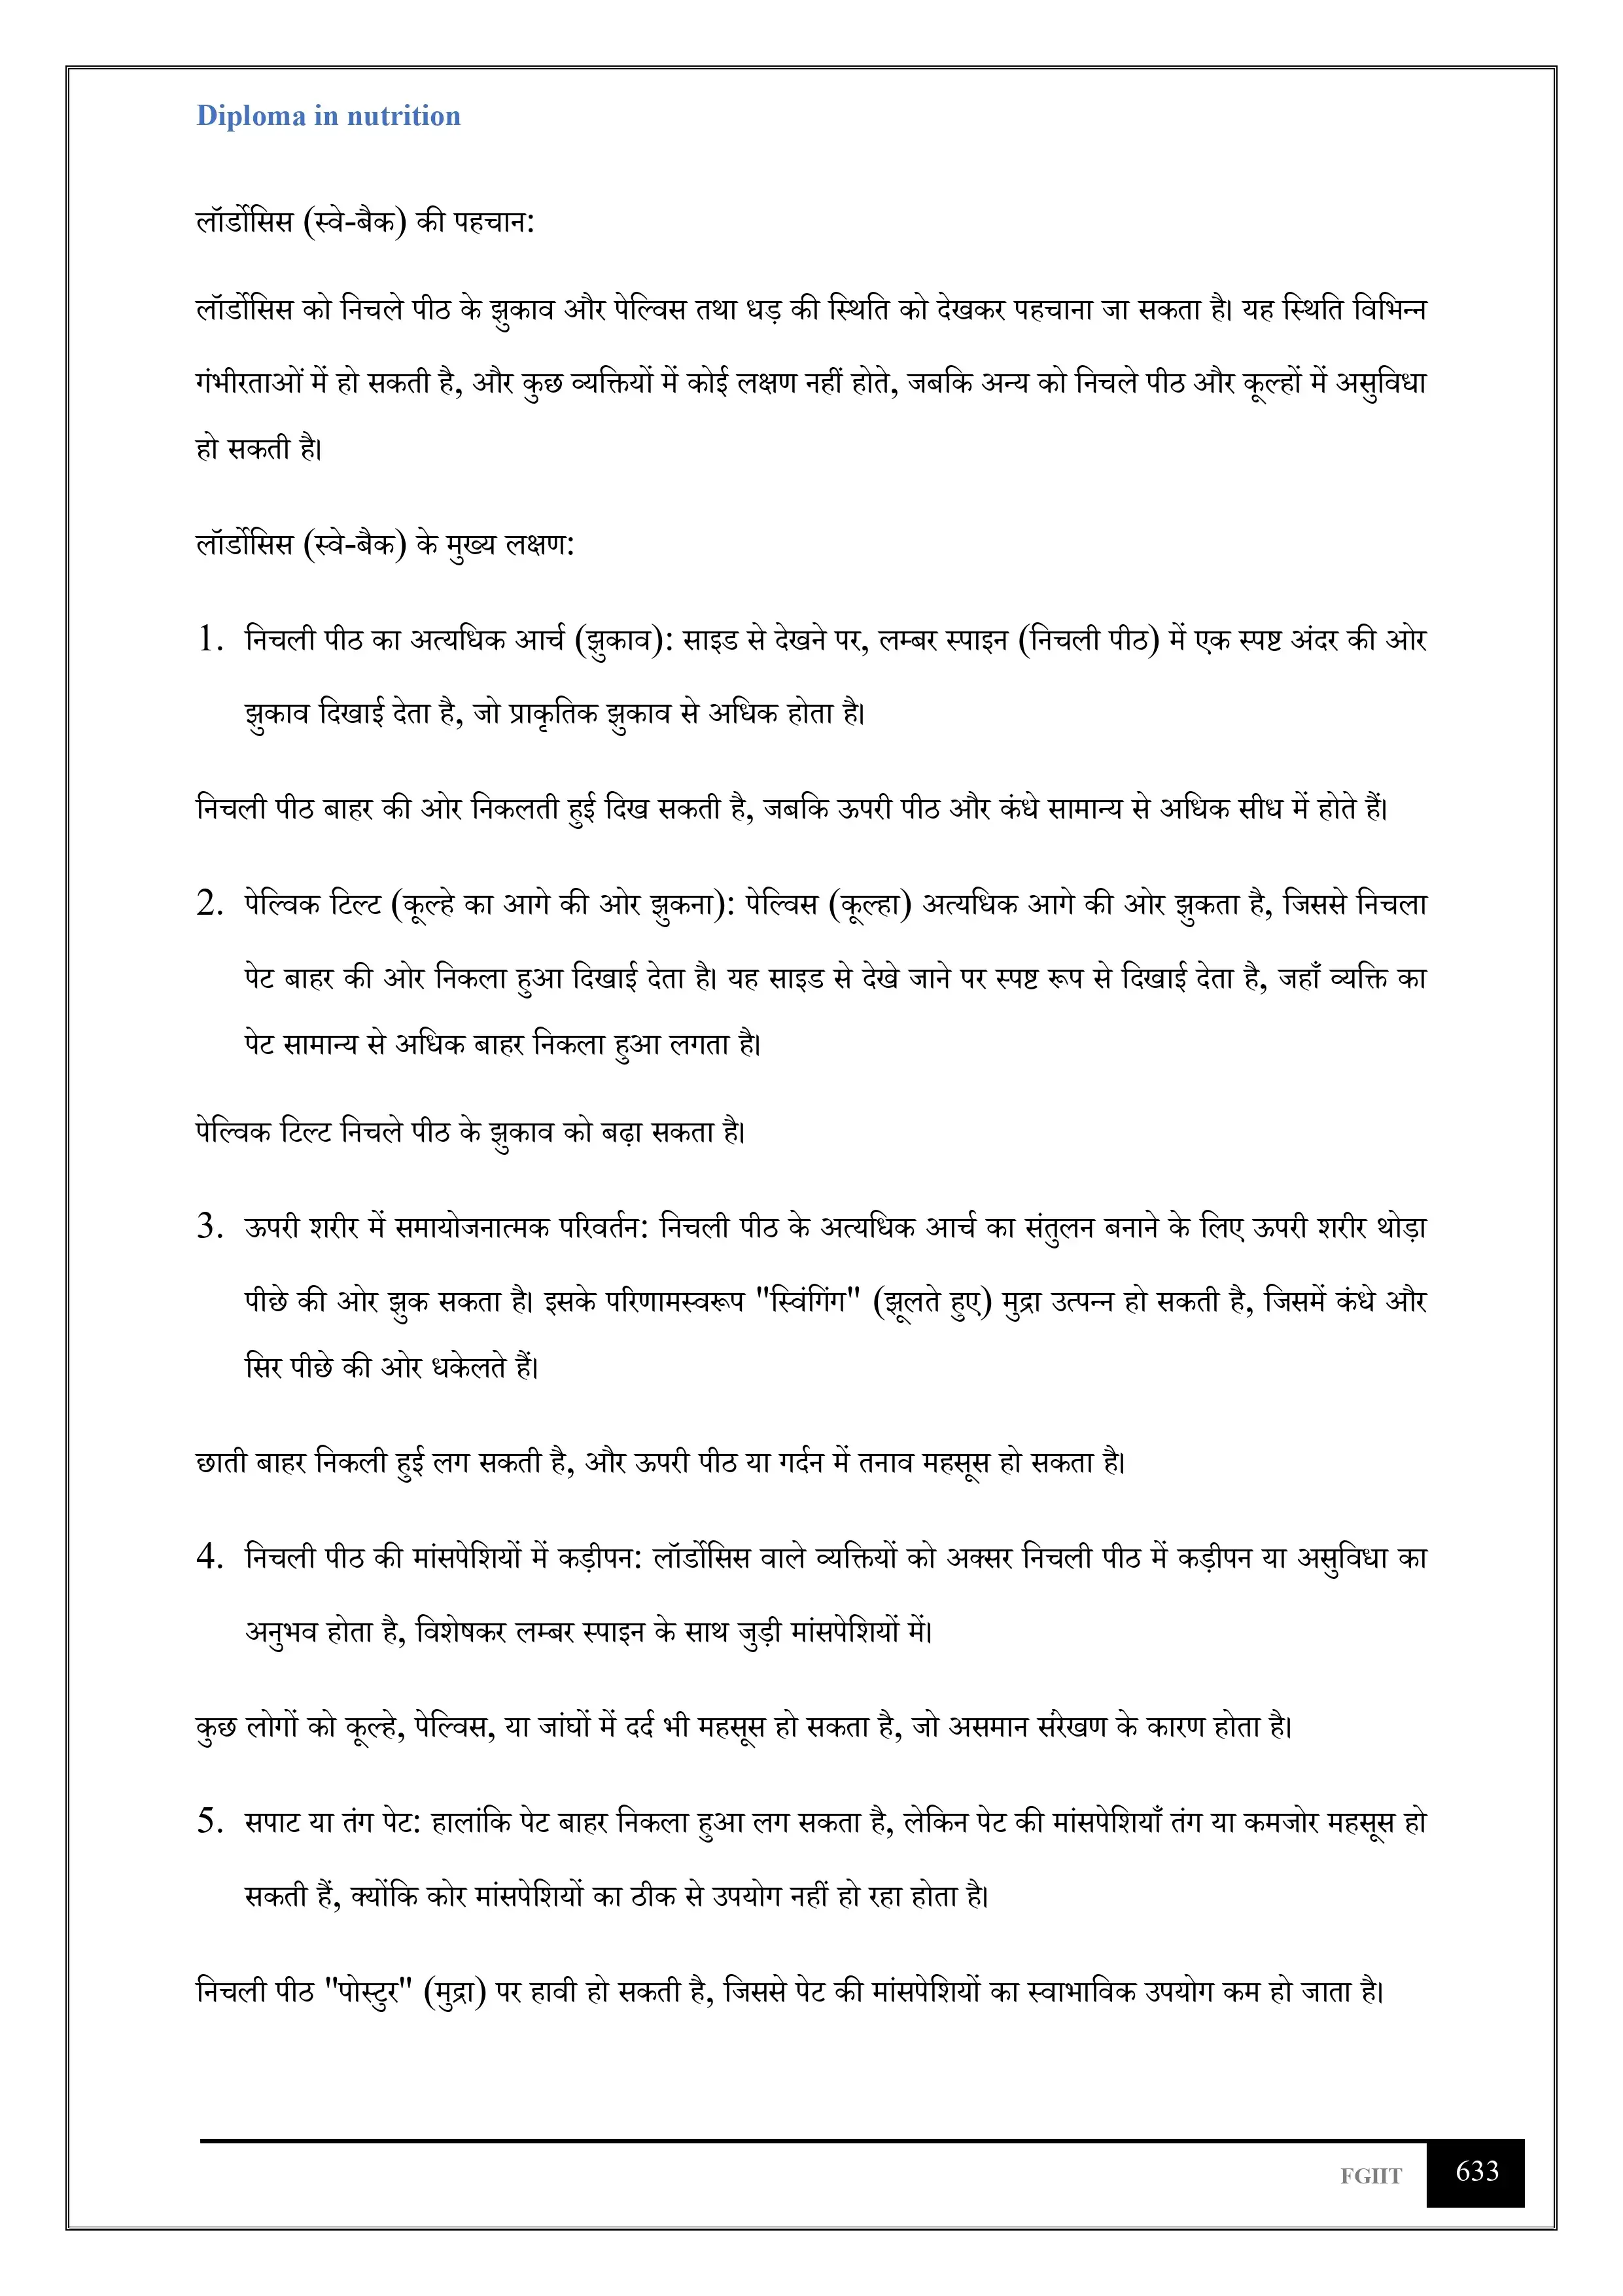 Diploma in nutrition
लॉर्डोसिस (स्वे-बैक) की पहचान:
लॉर्डोसिस को निचले पीठ के झुकाव और पेल्विस तथा धड़ की स्थिति को देखकर पहचाना जा सकता है। यह स्थिति विभिन्न
गंभीरताओं में हो सकती है, और कुछ व्यक्तियों में कोई लक्षण नहीं होते, जबकि अन्य को निचले पीठ और कूल्हों में असुविधा
हो सकती है।
लॉर्डोसिस (स्वे-बैक) के मुख्य लक्षण:
1. निचली पीठ का अत्यधिक आर्च (झुकाव): साइड से देखने पर, लम्बर स्पाइन (निचली पीठ) में एक स्पष्ट अंदर की ओर
झुकाव दिखाई देता है, जो प्राकृतिक झुकाव से अधिक होता है।
निचली पीठ बाहर की ओर निकलती हुई दिख सकती है, जबकि ऊपरी पीठ और कंधे सामान्य से अधिक सीध में होते हैं।
2. पेल्विक टिल्ट (कूल्हे का आगे की ओर झुकना): पेल्विस (कूल्हा) अत्यधिक आगे की ओर झुकता है, जिससे निचला
पेट बाहर की ओर निकला हुआ दिखाई देता है। यह साइड से देखे जाने पर स्पष्ट रूप से दिखाई देता है, जहाँ व्यक्ति का
पेट सामान्य से अधिक बाहर निकला हुआ लगता है।
पेल्विक टिल्ट निचले पीठ के झुकाव को बढ़ा सकता है।
3. ऊपरी शरीर में समायोजनात्मक परिवर्तन: निचली पीठ के अत्यधिक आर्च का संतुलन बनाने के लिए ऊपरी शरीर थोड़ा
पीछे की ओर झुक सकता है। इसके परिणामस्वरूप "स्विंगिंग" (झूलते हुए) मुद्रा उत्पन्न हो सकती है, जिसमें कंधे और
सिर पीछे की ओर धकेलते हैं।
छाती बाहर निकली हुई लग सकती है, और ऊपरी पीठ या गर्दन में तनाव महसूस हो सकता है।
4. निचली पीठ की मांसपेशियों में कड़ीपन: लॉर्डोसिस वाले व्यक्तियों को अक्सर निचली पीठ में कड़ीपन या असुविधा का
अनुभव होता है, विशेषकर लम्बर स्पाइन के साथ जुड़ी मांसपेशियों में।
कुछ लोगों को कूल्हे, पेल्विस, या जांघों में दर्द भी महसूस हो सकता है, जो असमान संरेखण के कारण होता है।
5. सपाट या तंग पेट: हालांकि पेट बाहर निकला हुआ लग सकता है, लेकिन पेट की मांसपेशियाँ तंग या कमजोर महसूस हो
सकती हैं, क्योंकि कोर मांसपेशियों का ठीक से उपयोग नहीं हो रहा होता है।
निचली पीठ "पोस्टुर" (मुद्रा) पर हावी हो सकती है, जिससे पेट की मांसपेशियों का स्वाभाविक उपयोग कम हो जाता है।
FGIIT 633